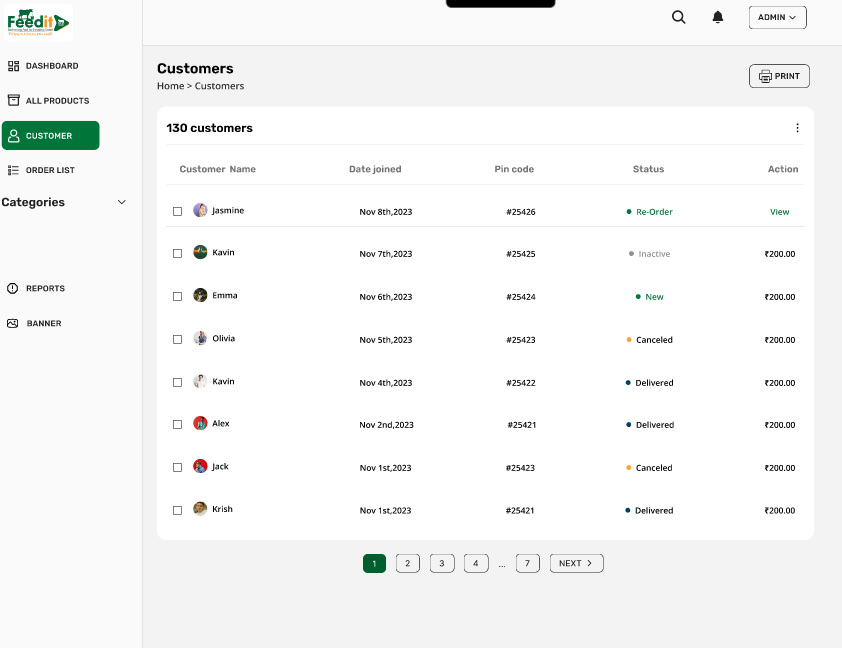 Feedit
ADMIN
DASHBOARD
Customers
Home > Customers
PRINT
ALL PRODUCTS
130 customers
CUSTOMER
ORDER LIST
Customer Name Date joined Pin code Status Action
Categories
Jasmine Nov 8th,2023 #25426 Re-Order View
Kavin Nov 7th,2023 #25425 Inactive ₹200.00
REPORTS
Emma Nov 6th,2023 #25424 New ₹200.00
BANNER
Olivia Nov 5th,2023 #25423 Canceled ₹200.00
Kavin Nov 4th,2023 #25422 Delivered ₹200.00
Alex Nov 2nd,2023 #25421 Delivered ₹200.00
Jack Nov 1st,2023 #25423 Canceled ₹200.00
Krish Nov 1st,2023 #25421 Delivered ₹200.00
1 2 3 4 ... 7 NEXT >